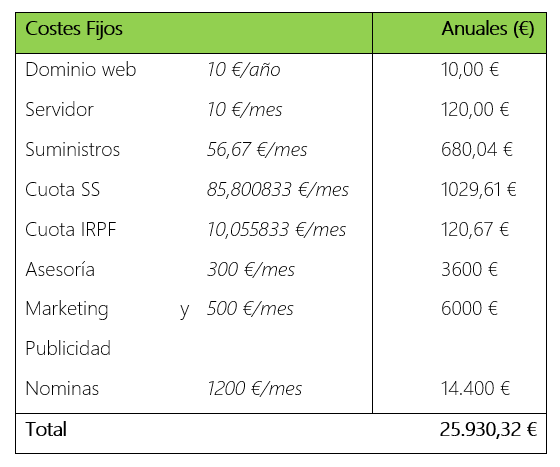 Costes Fijos Anuales (€)
Dominio web 10 €/año 10,00 €
Servidor 10 €/mes 120,00 €
Suministros 56,67 €/mes 680,04 €
Cuota SS 85,800833 €/mes 1029,61 €
Cuota IRPF 10,055833 €/mes 120,67 €
Asesoría 300 €/mes 3600 €
Marketing y 500 €/mes 6000 €
Publicidad
Nominas 1200 €/mes 14.400 €
Total 25.930,32 €